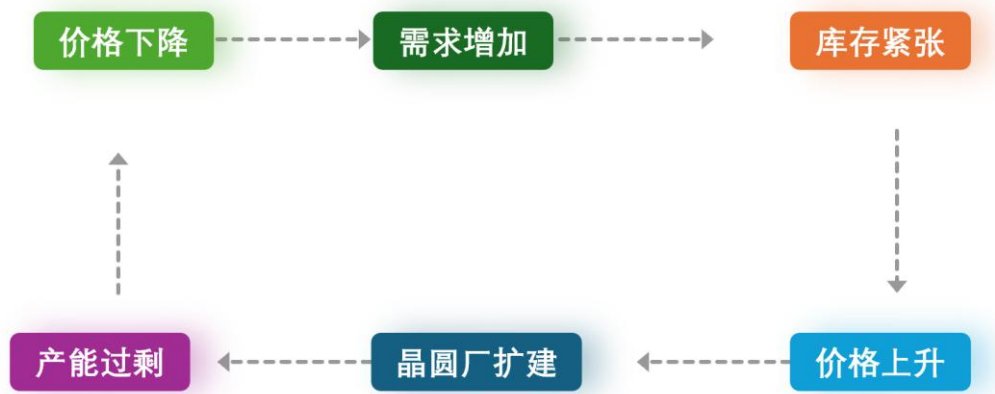 价格下降
需求增加
库存紧张
产能过剩
晶圆厂扩建
价格上升